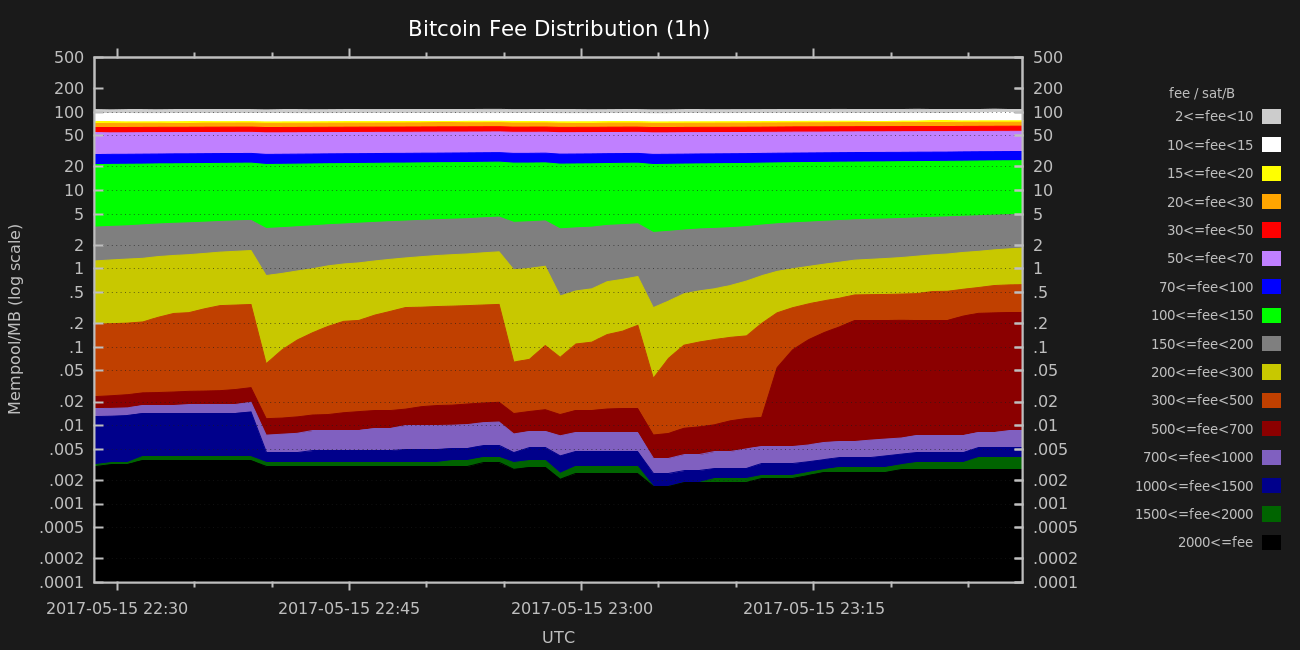 Bitcoin Fee Distribution (1h)
500
200
100
50
20
10
5
2
1
.5
.2
.1
.05
.02
.01
.005
.002
.001
.0005
.0002
.0001
Mempool/MB (log scale)
500
200
100
50
20
10
5
2
1
.5
.2
.1
.05
.02
.01
.005
.002
.001
.0005
.0002
.0001
2017-05-15 22:30
2017-05-15 22:45
2017-05-15 23:00
2017-05-15 23:15
UTC
fee / sat/B
2<=fee<10
10<=fee<15
15<=fee<20
20<=fee<30
30<=fee<50
50<=fee<70
70<=fee<100
100<=fee<150
150<=fee<200
200<=fee<300
300<=fee<500
500<=fee<700
700<=fee<1000
1000<=fee<1500
1500<=fee<2000
2000<=fee